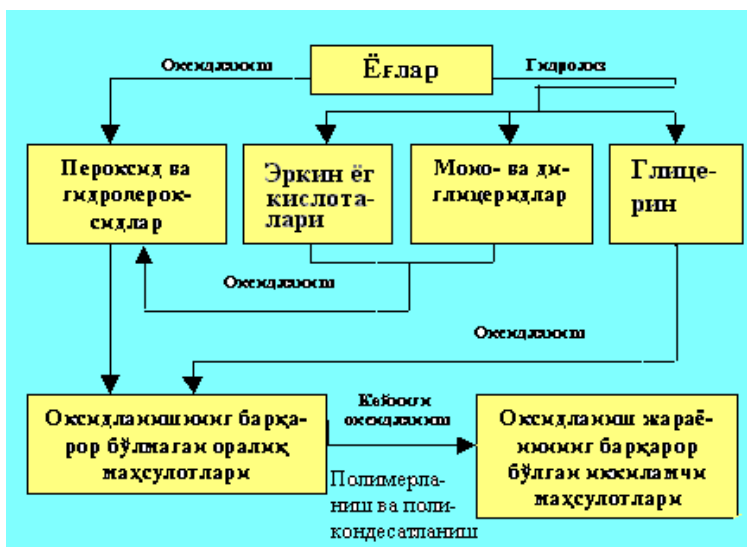 Оксидланиш
Ёғлар
Гидролиз
Пероксид ва
гидролерок-
сидлар
Эркин ёғ
кислота-
лари
Моно- ва ди-
глицеридлар
Глице-
рин
Оксидланиш
Оксидланиш
Оксидланишнинг барқа-
рор бўлмаган оралиқ
маҳсулотлари
Кейинги
оксидланиш
Оксидланиш жараё-
нининг барқарор
бўлган иккиламчи
маҳсулотлари
Полимерла-
ниш ва поли-
кондесатланиш